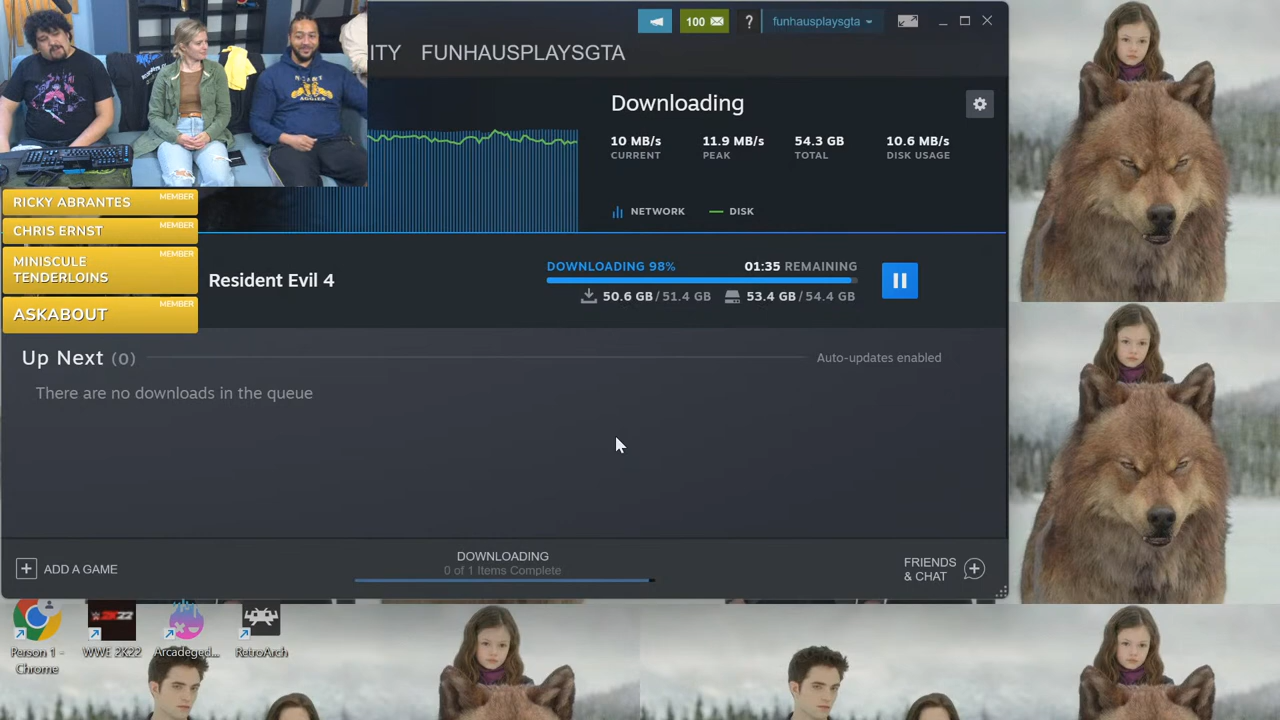 100
?
funhausplaysgta
ITY FUNHAUSPLAYSGTA
Downloading
10 MB/s 11.9 MB/s 54.3 GB 10.6 MB/s
CURRENT PEAK TOTAL DISK USAGE
NETWORK DISK
RICKY ABRANTES MEMBER
CHRIS ERNST MEMBER
MINISCULE MEMBER
TENDERLOINS
ASKABOUT MEMBER
Resident Evil 4
DOWNLOADING 98% 01:35 REMAINING
50.6 GB / 51.4 GB 53.4 GB / 54.4 GB
Up Next (0) Auto-updates enabled
There are no downloads in the queue
ADD A GAME
DOWNLOADING
0 of 1 Items Complete
FRIENDS
& CHAT
2K22
Person 1 -
Chrome
WWE 2K22
Arcadeged...
RetroArch